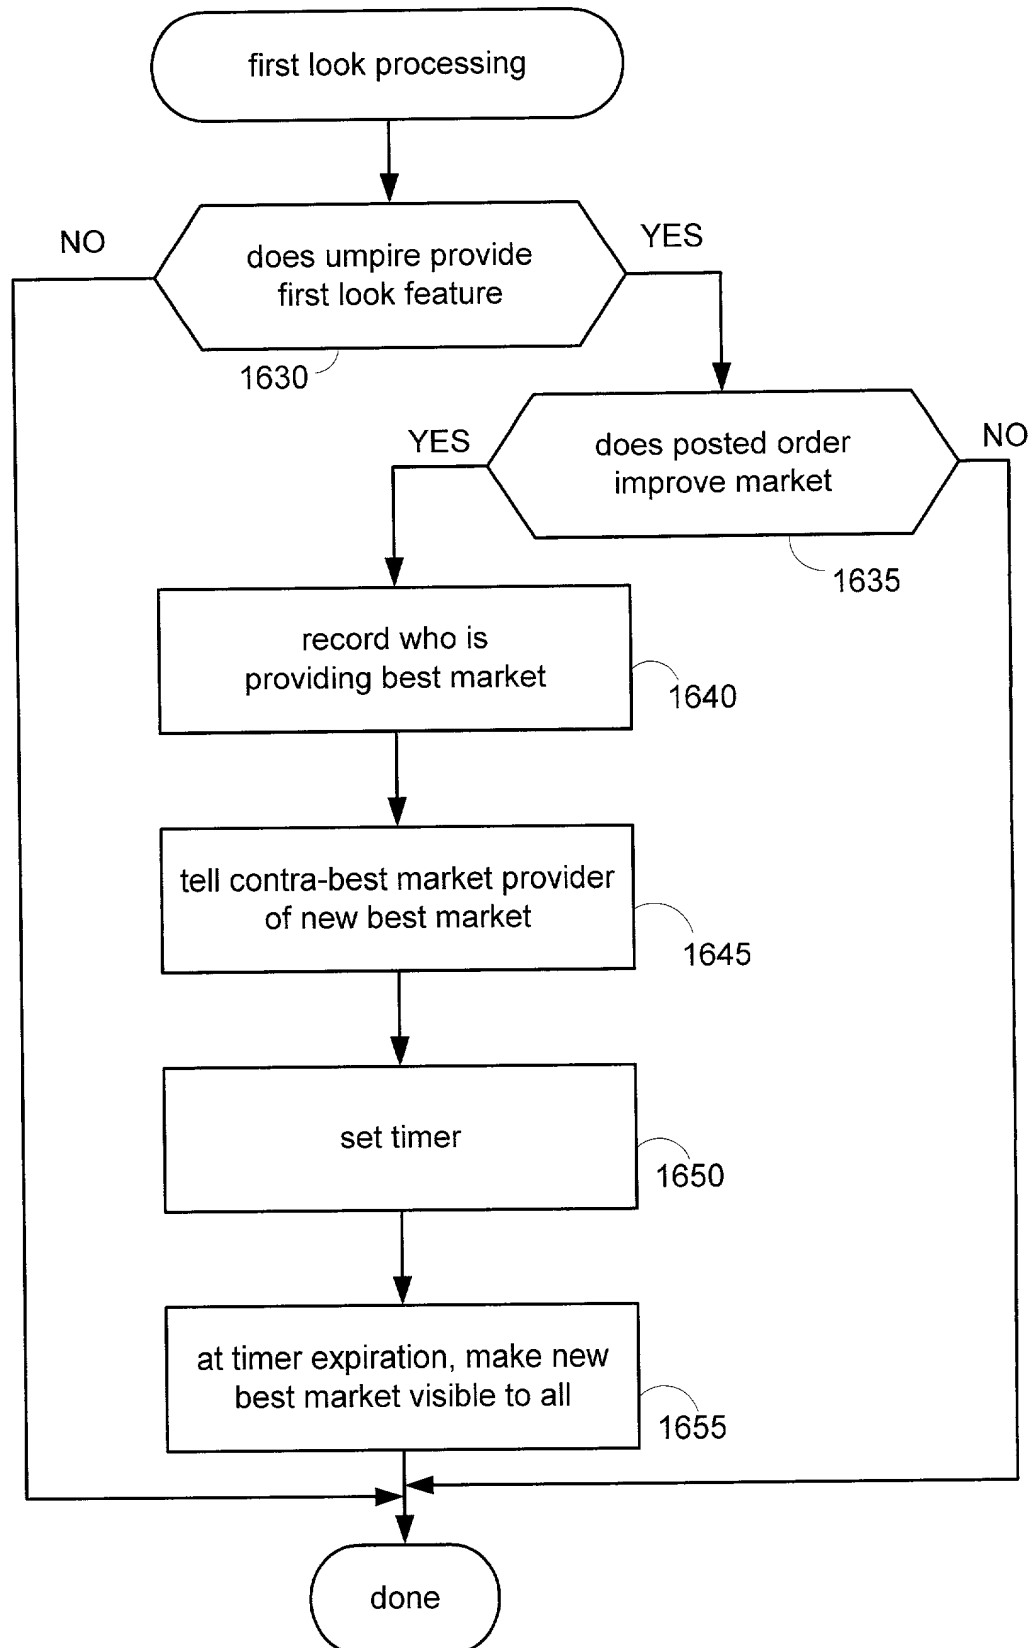 first look processing
NO
YES
does umpire provide
first look feature
1630
YES
NO
does posted order
improve market
1635
record who is
providing best market
1640
tell contra-best market provider
of new best market
1645
set timer
1650
at timer expiration, make new
best market visible to all
1655
done